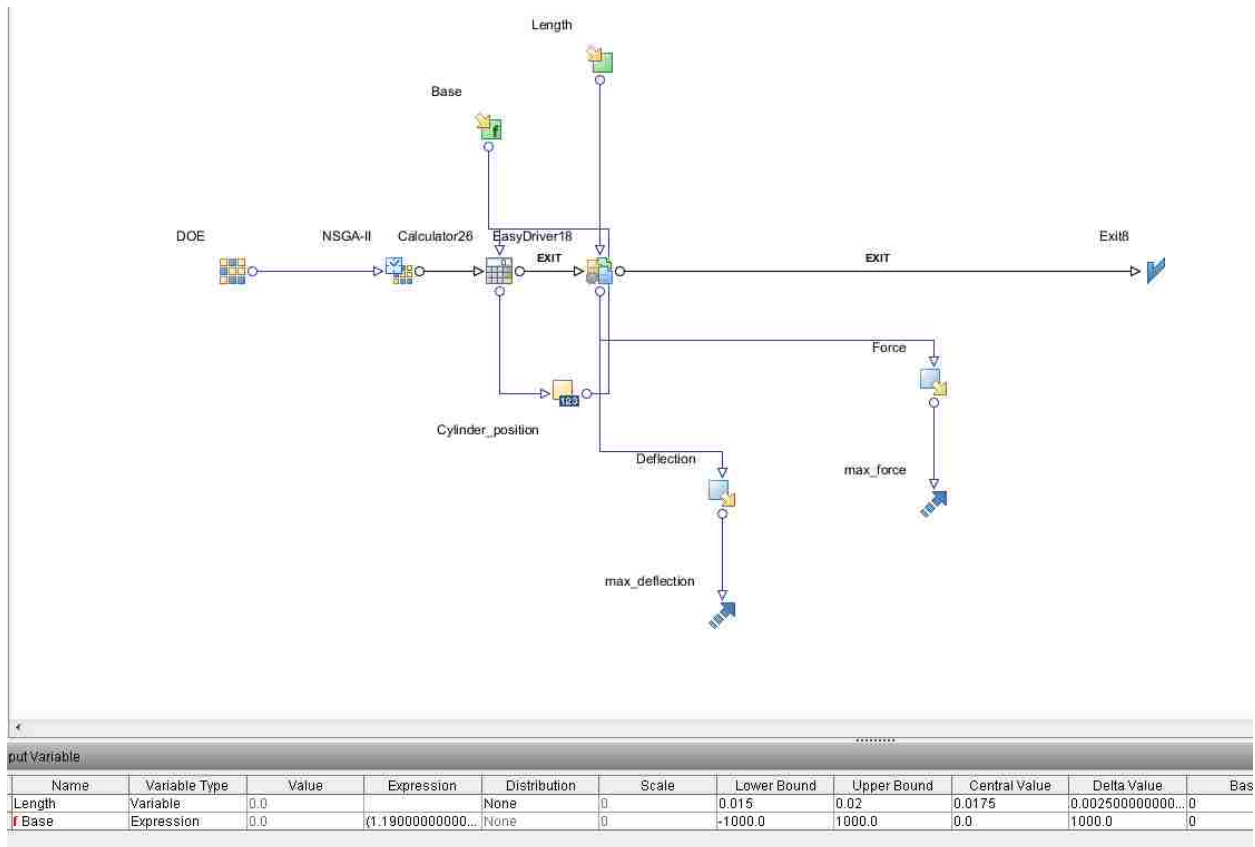 Length
Base
DOE NSGA-II Calculator26 EasyDriver18 Exit8
EXIT EXIT
Force
123
Cylinder_position
Deflection
max_force
max_deflection
put Variable
Name Variable Type Value Expression Distribution Scale Lower Bound Upper Bound Central Value Delta Value Bas
Length Variable 0.0 None 0 0.015 0.02 0.0175 0.002500000000... 0
f Base Expression 0.0 (1.19000000000... None 0 -1000.0 1000.0 0.0 1000.0 0